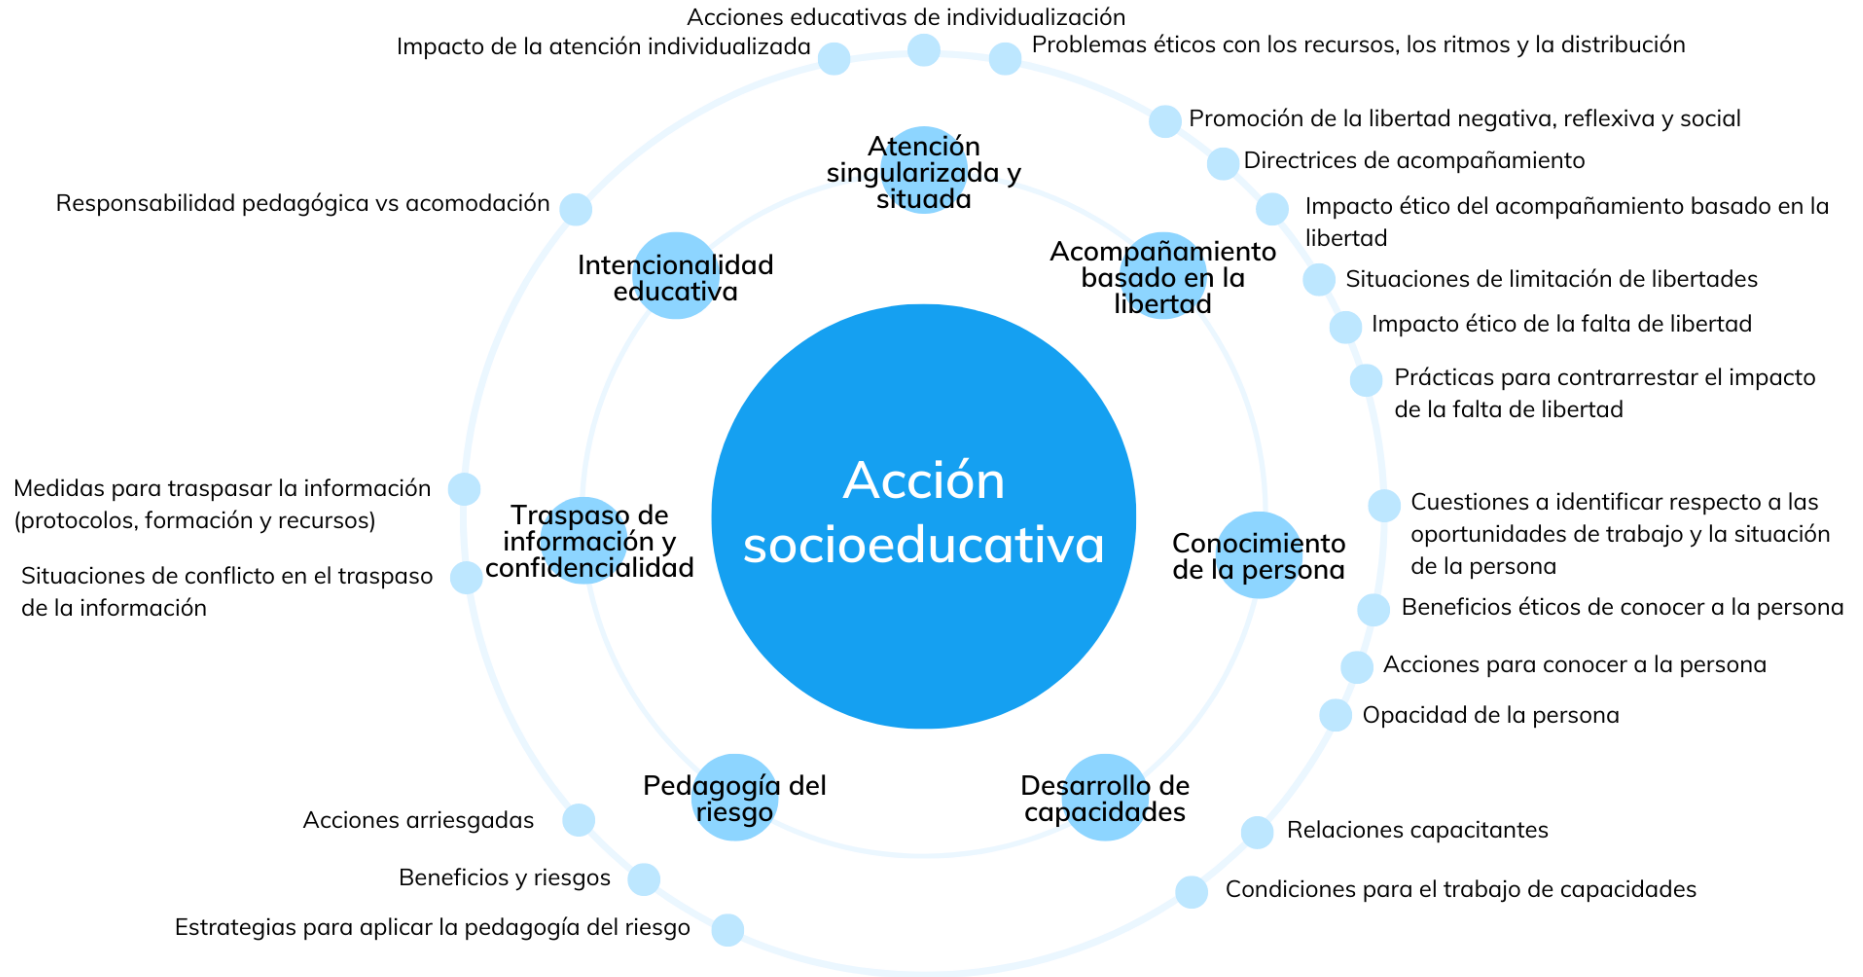 Acciones educativas de individualización
Impacto de la atención individualizada
Problemas éticos con los recursos, los ritmos y la distribución
Promoción de la libertad negativa, reflexiva y social
Directrices de acompañamiento
Impacto ético del acompañamiento basado en la
libertad
Situaciones de limitación de libertades
Impacto ético de la falta de libertad
Prácticas para contrarrestar el impacto
de la falta de libertad
Cuestiones a identificar respecto a las
oportunidades de trabajo y la situación
de la persona
Beneficios éticos de conocer a la persona
Acciones para conocer a la persona
Opacidad de la persona
Relaciones capacitantes
Condiciones para el trabajo de capacidades
Estrategias para aplicar la pedagogía del riesgo
Beneficios y riesgos
Acciones arriesgadas
Situaciones de conflicto en el traspaso
de la información
Medidas para traspasar la información
(protocolos, formación y recursos)
Responsabilidad pedagógica vs acomodación
Atención
singularizada y
situada
Acompañamiento
basado en la
libertad
Conocimiento
de la persona
Desarrollo de
capacidades
Pedagogía del
riesgo
Traspaso de
información y
confidencialidad
Intencionalidad
educativa
Acción
socioeducativa